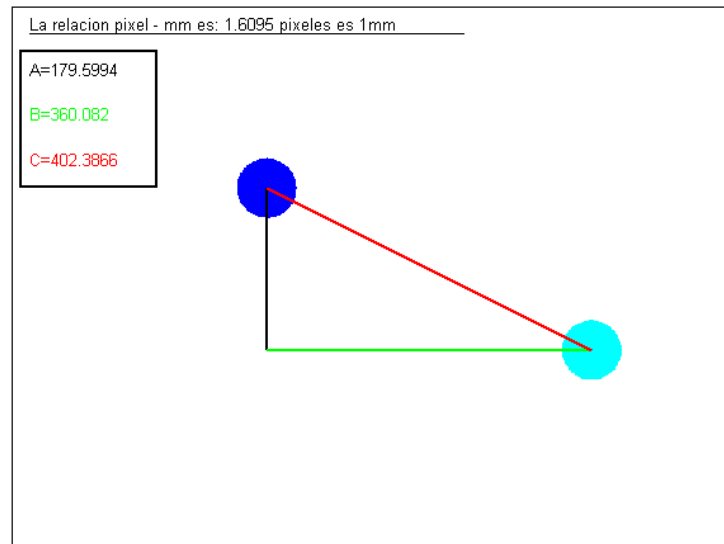 La relacion pixel - mm es: 1.6095 pixeles es 1mm
A=179.5994
B=360.082
C=402.3866